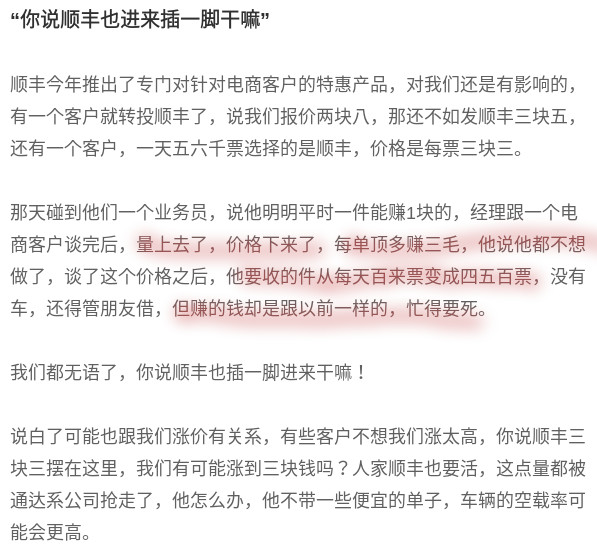 “你说顺丰也进来插一脚干嘛”
顺丰今年推出了专门对针对电商客户的特惠产品，对我们还是有影响的，
有一个客户就转投顺丰了，说我们报价两块八，那还不如发顺丰三块五，
还有一个客户，一天五六千票选择的是顺丰，价格是每票三块三。
那天碰到他们一个业务员，说他明明平时一件能赚1块的，经理跟一个电
商客户谈完后，量上去了，价格下来了，每单顶多赚三毛，他说他都不想
做了，谈了这个价格之后，他要收的件从每天百来票变成四五百票，没有
车，还得管朋友借，但赚的钱却是跟以前一样的，忙得要死。
我们都无语了，你说顺丰也插一脚进来干嘛！
说白了可能也跟我们涨价有关系，有些客户不想我们涨太高，你说顺丰三
块三摆在这里，我们有可能涨到三块钱吗？人家顺丰也要活，这点量都被
通达系公司抢走了，他怎么办，他不带一些便宜的单子，车辆的空载率可
能会更高。